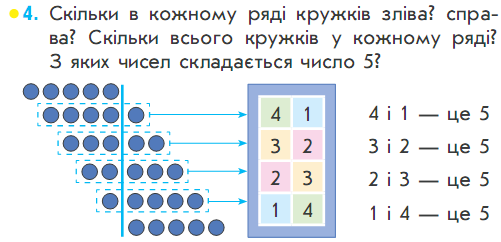 4. Скільки в кожному ряді кружків зліва? спра-
ва? Скільки всього кружків у кожному ряді?
З яких чисел складається число 5?
4 1 4 і 1 — це 5
3 2 3 і 2 — це 5
2 3 2 і 3 — це 5
1 4 1 і 4 — це 5